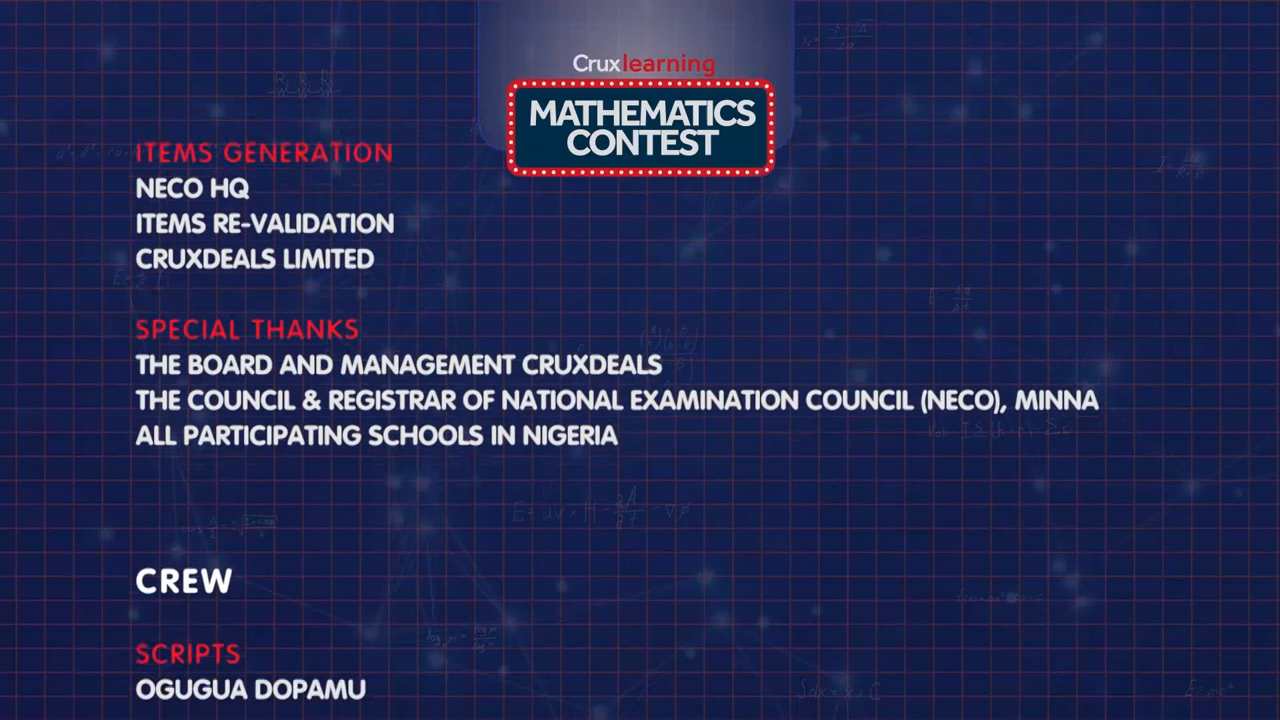 Cruxlearning
MATHEMATICS
CONTEST
ITEMS GENERATION
NECO HQ
ITEMS RE-VALIDATION
CRUXDEALS LIMITED
SPECIAL THANKS
THE BOARD AND MANAGEMENT CRUXDEALS
THE COUNCIL & REGISTRAR OF NATIONAL EXAMINATION COUNCIL (NECO), MINNA
ALL PARTICIPATING SCHOOLS IN NIGERIA
CREW
SCRIPTS
OGUGUA DOPAMU